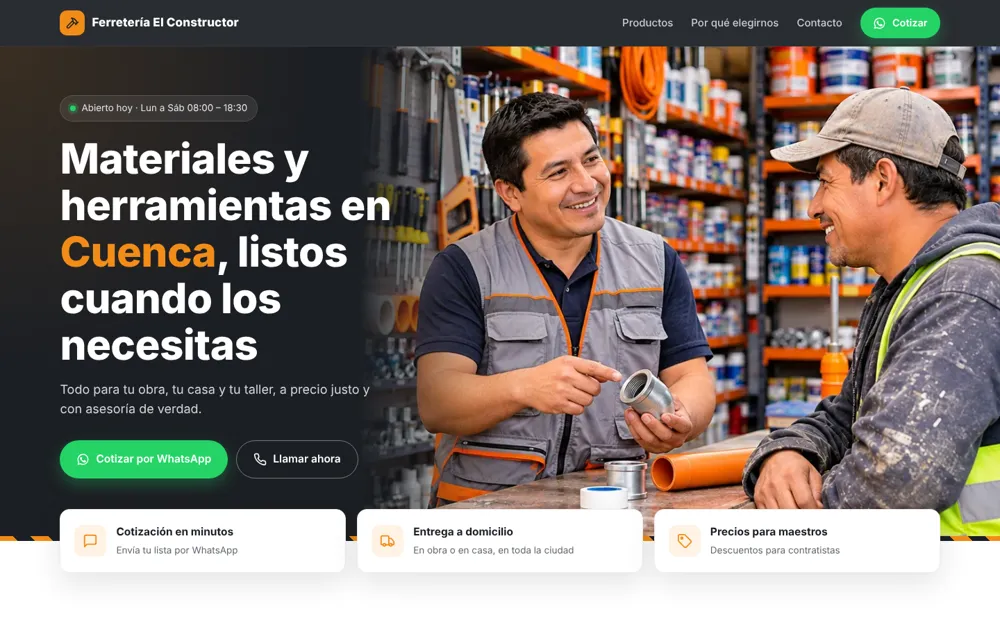 Ferretería El Constructor
Productos
Por qué elegirnos
Contacto
Cotizar
Abierto hoy · Lun a Sáb 08:00 – 18:30
Materiales y
herramientas en
Cuenca, listos
cuando los
necesitas
Todo para tu obra, tu casa y tu taller, a precio justo y
con asesoría de verdad.
Cotizar por WhatsApp
Llamar ahora
Cotización en minutos
Envía tu lista por WhatsApp
Entrega a domicilio
En obra o en casa, en toda la ciudad
Precios para maestros
Descuentos para contratistas